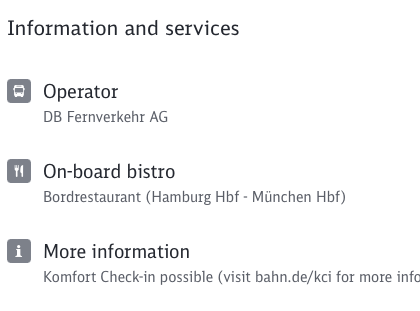 Information and services
Operator
DB Fernverkehr AG
On-board bistro
Bordrestaurant (Hamburg Hbf - München Hbf)
More information
Komfort Check-in possible (visit bahn.de/kci for more info